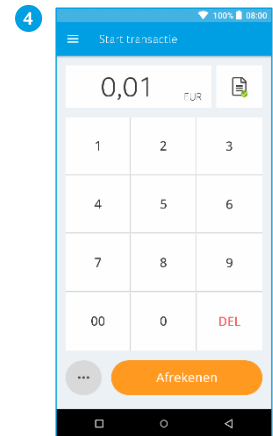 4
100% 08:00
Start transactie
0,01 EUR
1 2 3
4 5 6
7 8 9
00 0 DEL
... Afrekenen